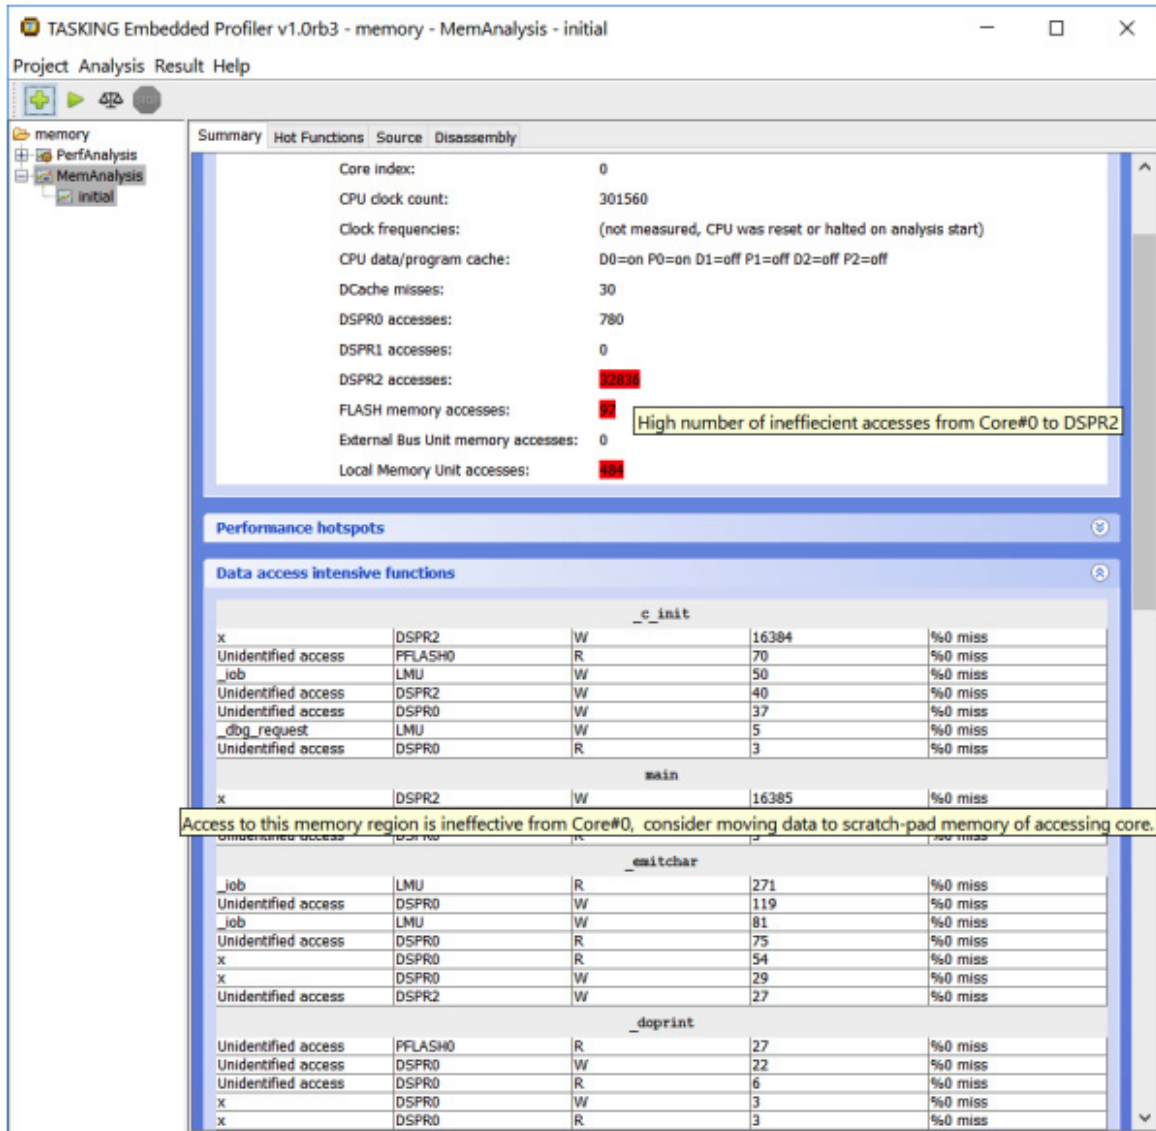 TASKING Embedded Profiler v1.0rb3 - memory - MemAnalysis - initial
Project Analysis Result Help
STOP
memory
PerfAnalysis
MemAnalysis
initial
Summary Hot Functions Source Disassembly
Core index: 0
CPU clock count: 301560
Clock frequencies: (not measured, CPU was reset or halted on analysis start)
CPU data/program cache: D0=on P0=on D1=off P1=off D2=off P2=off
DCache misses: 30
DSPR0 accesses: 780
DSPR1 accesses: 0
DSPR2 accesses: 32836
FLASH memory accesses: 97
High number of ineffiecient accesses from Core#0 to DSPR2
External Bus Unit memory accesses: 0
Local Memory Unit accesses: 484
Performance hotspots
Data access intensive functions
_c_init
x DSPR2 W 16384 %0 miss
Unidentified access PFLASH0 R 70 %0 miss
_iob LMU W 50 %0 miss
Unidentified access DSPR2 W 40 %0 miss
Unidentified access DSPR0 W 37 %0 miss
_dbg_request LMU W 5 %0 miss
Unidentified access DSPR0 R 3 %0 miss
main
x DSPR2 W 16385 %0 miss
Access to this memory region is ineffective from Core#0, consider moving data to scratch-pad memory of accessing core.
_emitchar
_iob LMU R 271 %0 miss
Unidentified access DSPR0 W 119 %0 miss
_iob LMU W 81 %0 miss
Unidentified access DSPR0 R 75 %0 miss
x DSPR0 R 54 %0 miss
x DSPR0 W 29 %0 miss
Unidentified access DSPR2 W 27 %0 miss
_doprint
Unidentified access PFLASH0 R 27 %0 miss
Unidentified access DSPR0 W 22 %0 miss
Unidentified access DSPR0 R 6 %0 miss
x DSPR0 W 3 %0 miss
x DSPR0 R 3 %0 miss